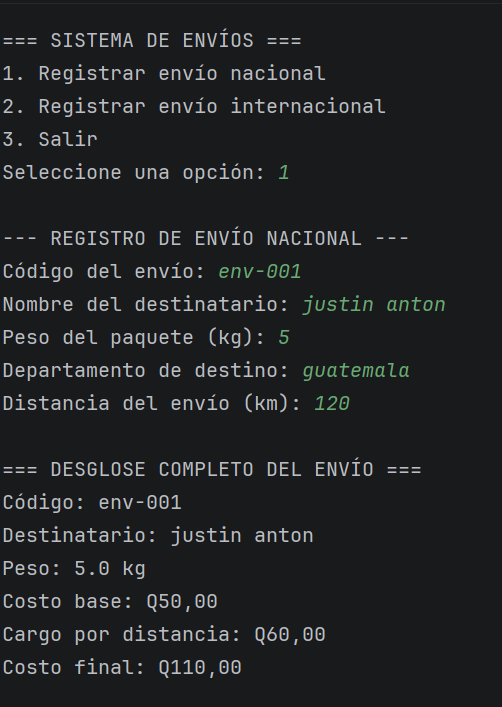 === SISTEMA DE ENVÍOS ===
1. Registrar envío nacional
2. Registrar envío internacional
3. Salir
Seleccione una opción: 1
--- REGISTRO DE ENVÍO NACIONAL ---
Código del envío: env-001
Nombre del destinatario: justin anton
Peso del paquete (kg): 5
Departamento de destino: guatemala
Distancia del envío (km): 120
=== DESGLOSE COMPLETO DEL ENVÍO ===
Código: env-001
Destinatario: justin anton
Peso: 5.0 kg
Costo base: Q50,00
Cargo por distancia: Q60,00
Costo final: Q110,00